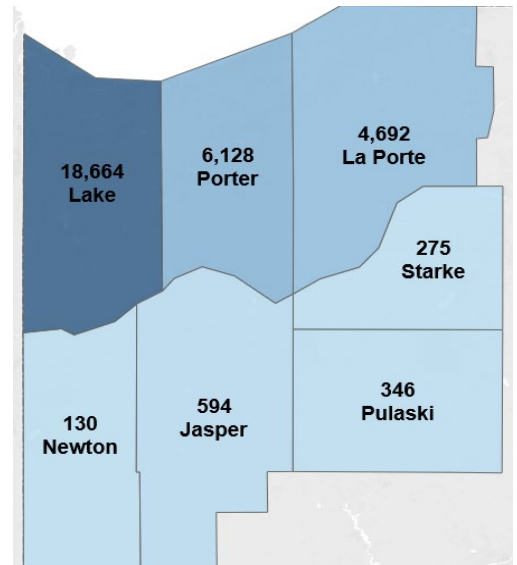 4,692
La Porte
6,128
Porter
18,664
Lake
275
Starke
346
Pulaski
594
Jasper
130
Newton